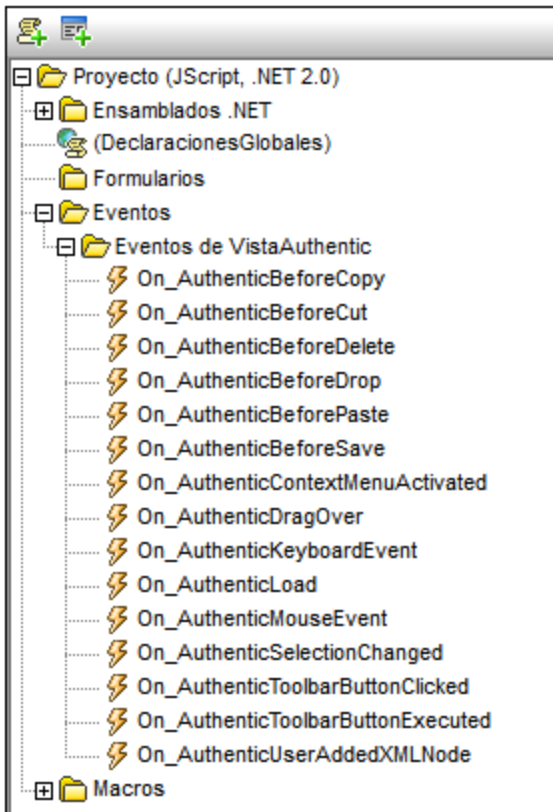 Proyecto (JScript, .NET 2.0)
Ensamblados .NET
(DeclaracionesGlobales)
Formularios
Eventos
Eventos de VistaAuthentic
On_AuthenticBeforeCopy
On_AuthenticBeforeCut
On_AuthenticBeforeDelete
On_AuthenticBeforeDrop
On_AuthenticBeforePaste
On_AuthenticBeforeSave
On_AuthenticContextMenuActivated
On_AuthenticDragOver
On_AuthenticKeyboardEvent
On_AuthenticLoad
On_AuthenticMouseEvent
On_AuthenticSelectionChanged
On_AuthenticToolbarButtonClicked
On_AuthenticToolbarButtonExecuted
On_AuthenticUserAddedXMLNode
Macros